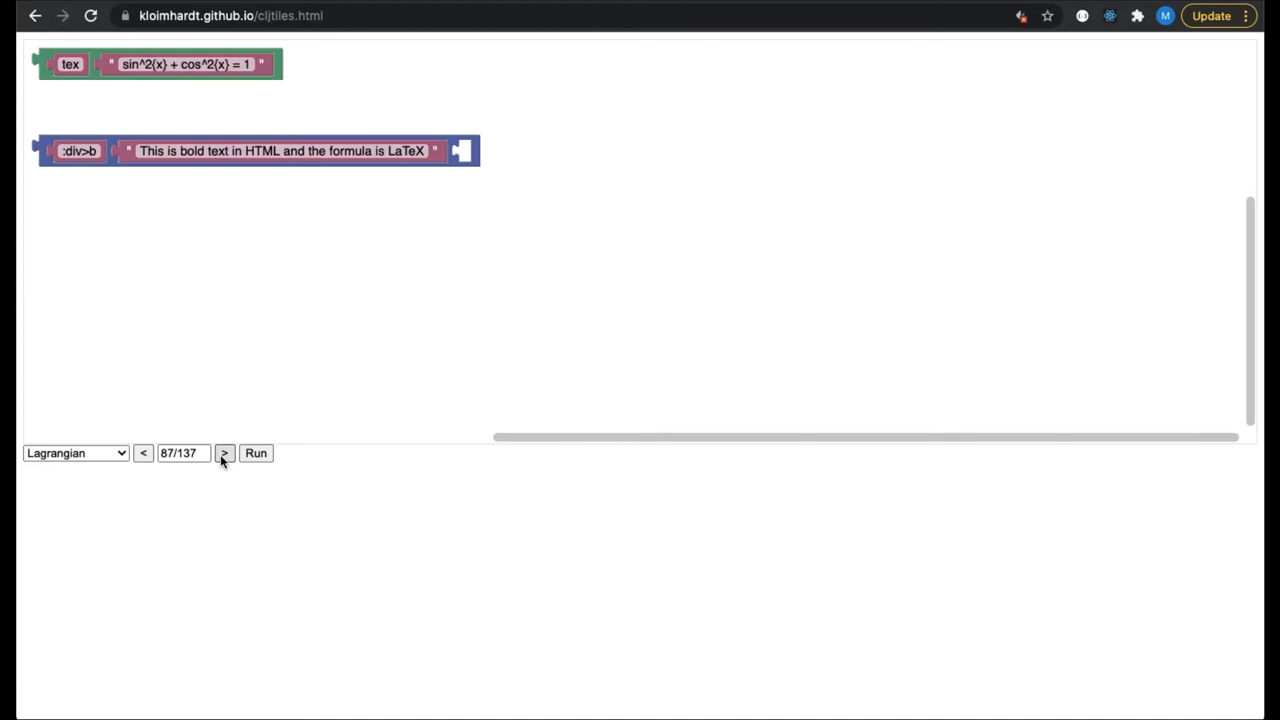 kloimhardt.github.io/cljtiles.html
M
Update
tex " sin^2{x} + cos^2{x} = 1 "
:div>b " This is bold text in HTML and the formula is LaTeX "
Lagrangian < 87/137 > Run